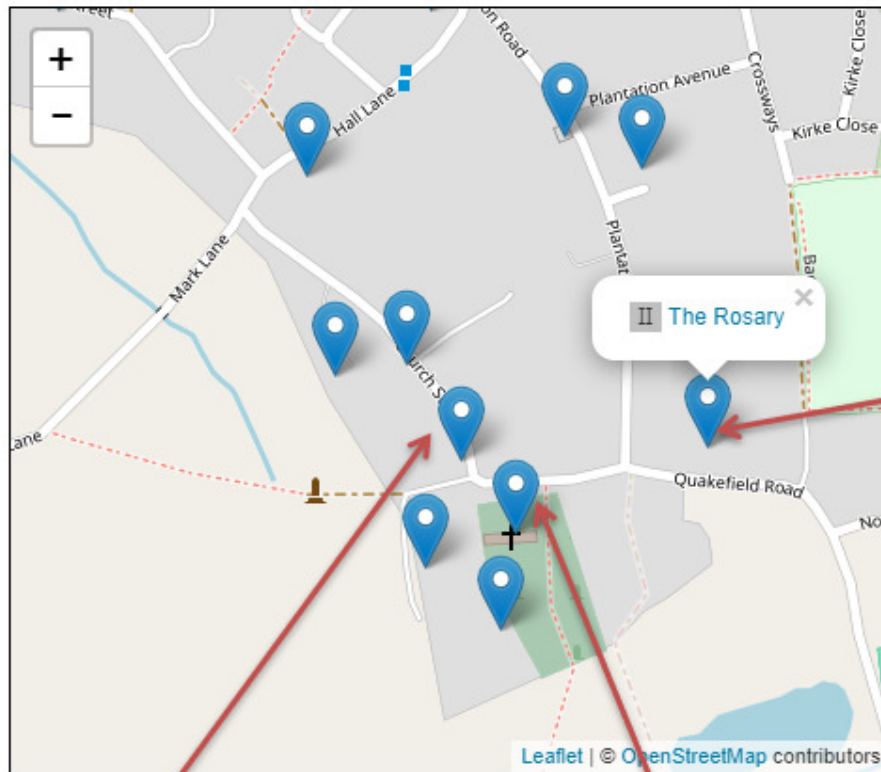 +
−
Hall Lane
Plantation Avenue
Crossways
Kirke Close
Kirke Close
Mark Lane
II The Rosary ×
Quakefield Road
Leaflet | © OpenStreetMap contributors